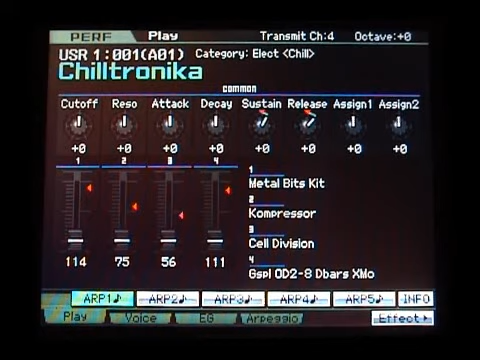 PERF Play Transmit Ch:4 Octave:+0
USR 1:001(A01) Category: Elect <Chill>
Chilltronika
common
Cutoff Reso Attack Decay Sustain Release Assign1 Assign2
+0 +0 +0 +0 +0 +0 +0 +0
1 2 3 4
1
Metal Bits Kit
2
Kompressor
3
Cell Division
4
Gspl OD2-8 Dbars XMo
114 75 56 111
ARP1♪ ARP2♪ ARP3♪ ARP4♪ ARP5♪ INFO
Play Voice EG Arpeggio Effect